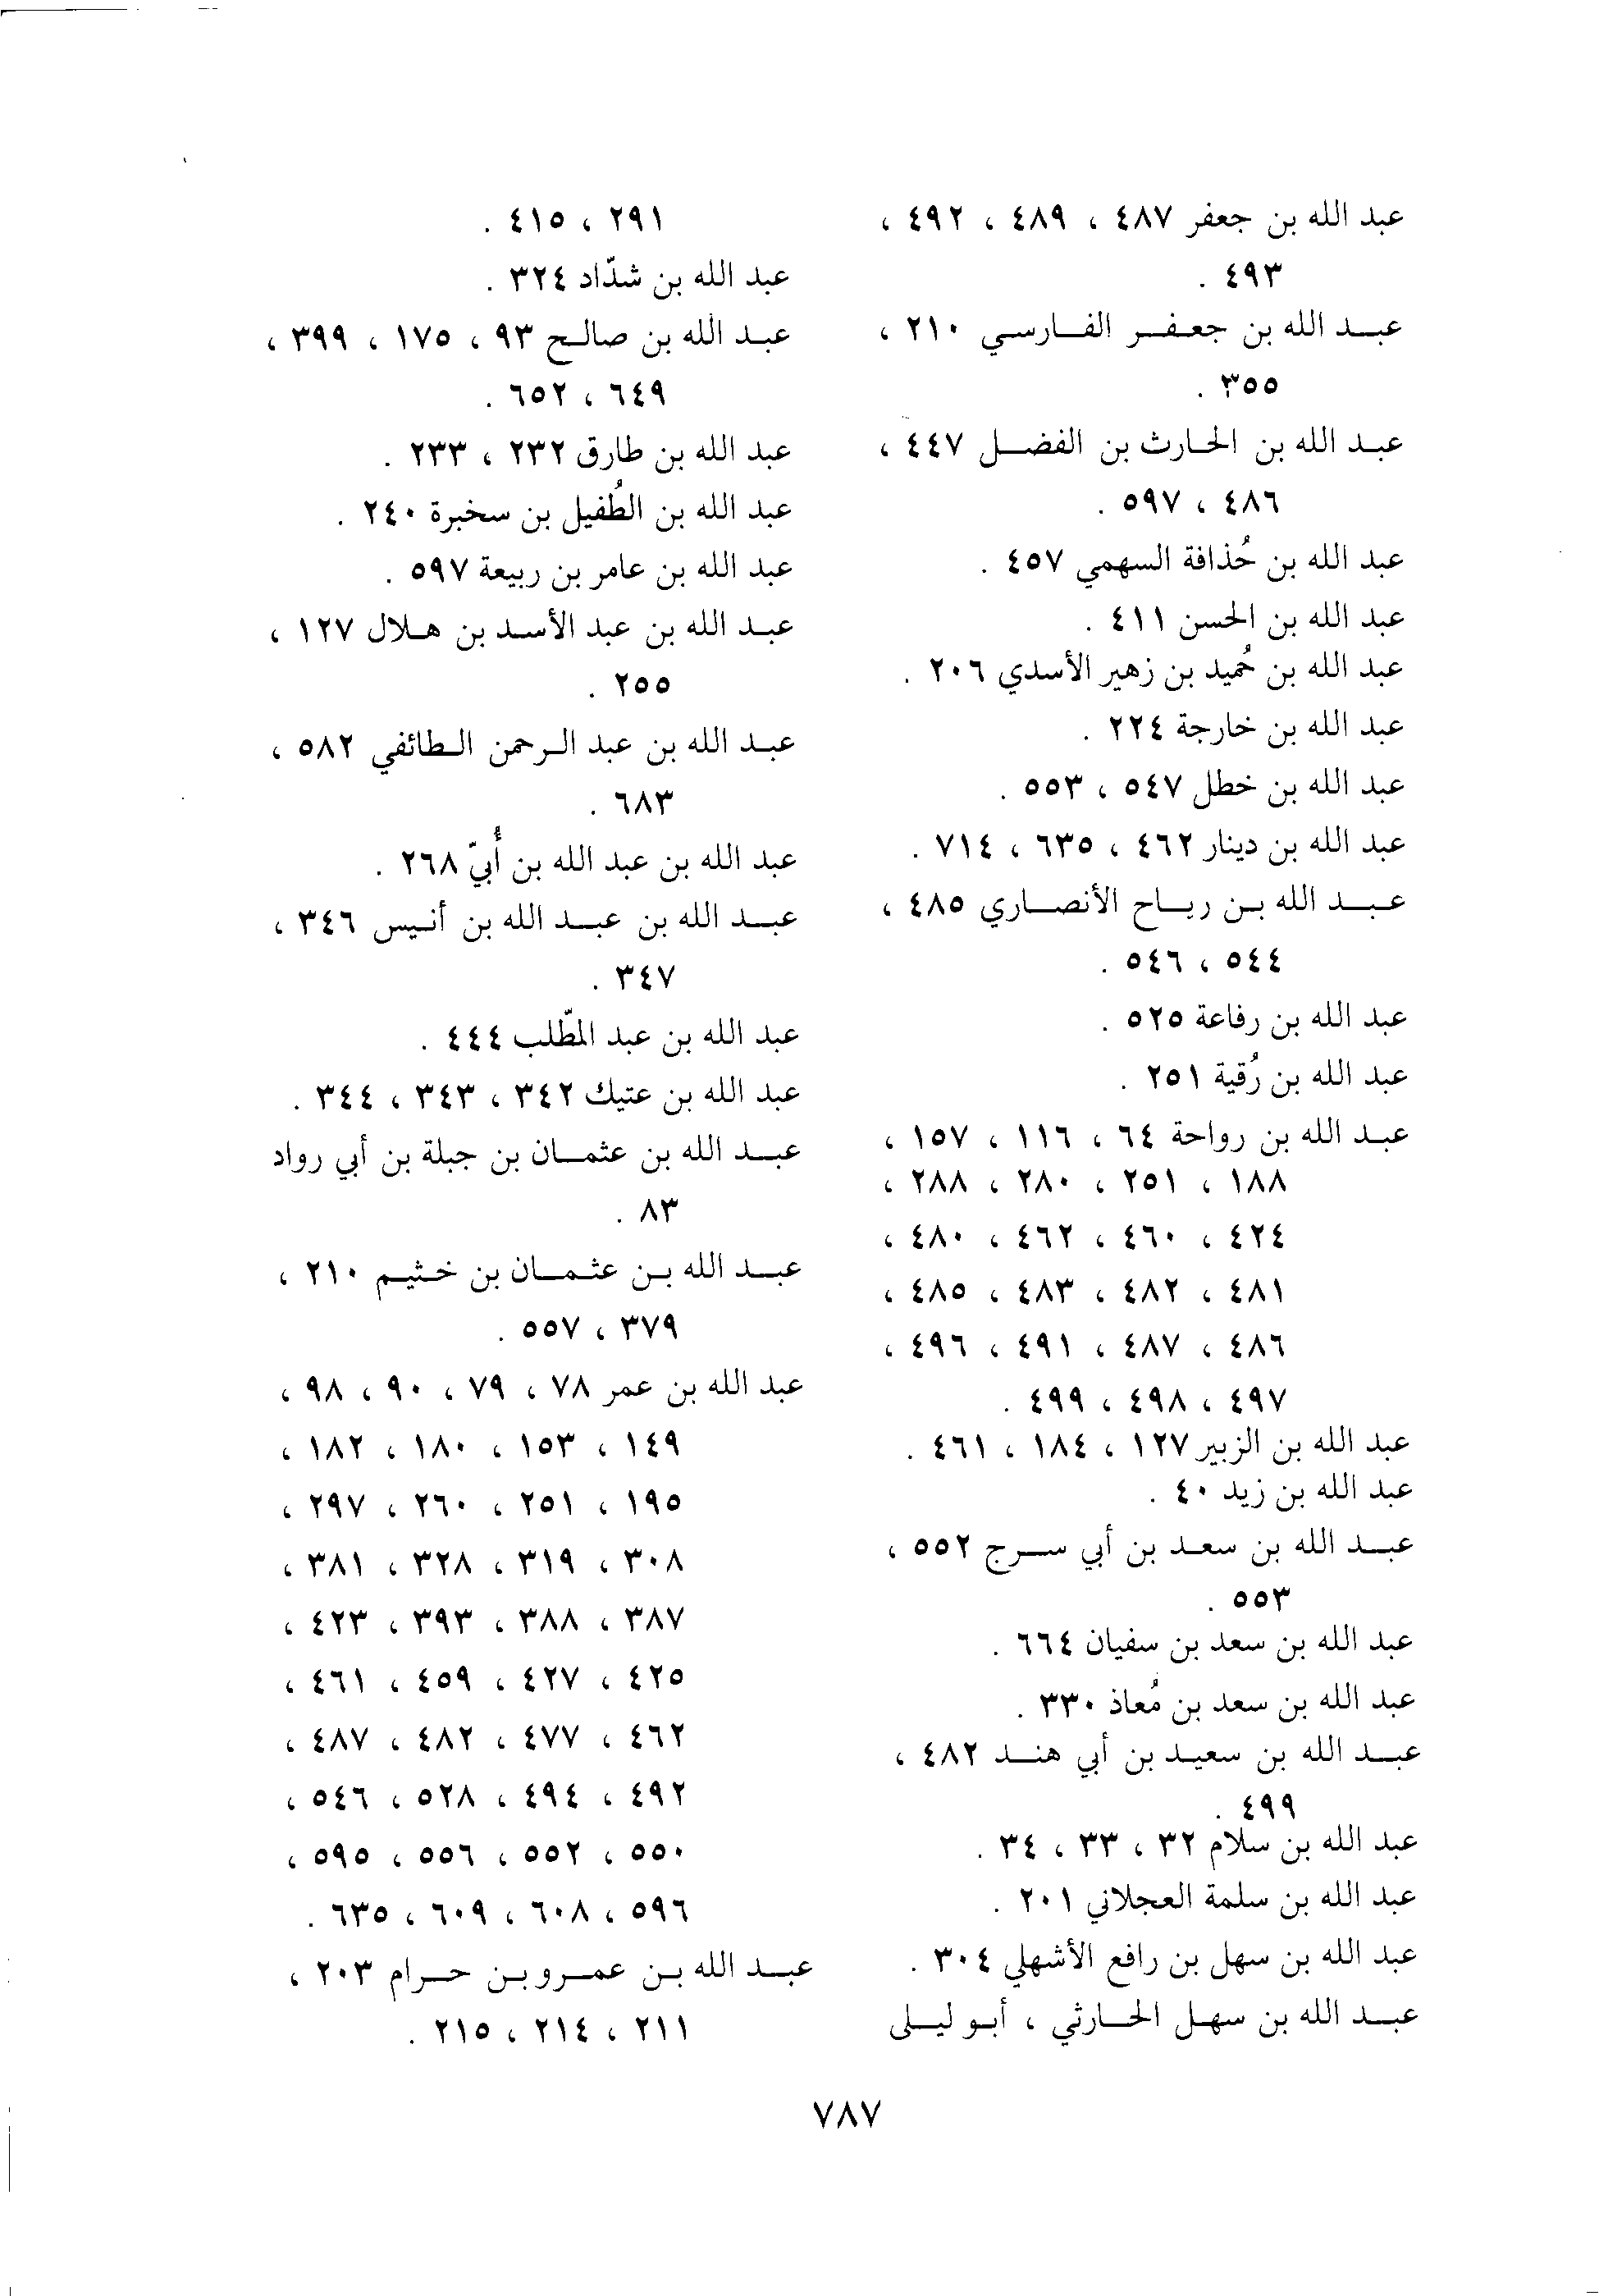 عبد الله بن جعفر ٤٨٧ ، ٤٨٩ ، ٤٩٢ ،
٤٩٣ .
عبد الله بن جعفر الفارسي ٢١٠ ،
٣٥٥ .
عبد الله بن الحارث بن الفضل ٤٤٧ ،
٤٨٦ ، ٥٩٧ .
عبد الله بن حُذافة السهمي ٤٥٧ .
عبد الله بن الحسن ٤١١ .
عبد الله بن حُميد بن زهير الأسدي ٢٠٦ .
عبد الله بن خارجة ٢٢٤ .
عبد الله بن خطل ٥٤٧ ، ٥٥٣ .
عبد الله بن دينار ٤٦٢ ، ٦٣٥ ، ٧١٤ .
عبد الله بن رباح الأنصاري ٤٨٥ ،
٥٤٤ ، ٥٤٦ .
عبد الله بن رفاعة ٥٢٥ .
عبد الله بن رُقية ٢٥١ .
عبد الله بن رواحة ٦٤ ، ١١٦ ، ١٥٧ ،
١٨٨ ، ٢٥١ ، ٢٨٠ ، ٢٨٨ ،
٤٢٤ ، ٤٦٠ ، ٤٦٢ ، ٤٨٠ ،
٤٨١ ، ٤٨٢ ، ٤٨٣ ، ٤٨٥ ،
٤٨٦ ، ٤٨٧ ، ٤٩١ ، ٤٩٦ ،
٤٩٧ ، ٤٩٨ ، ٤٩٩ .
عبد الله بن الزبير ١٢٧ ، ١٨٤ ، ٤٦١ .
عبد الله بن زيد ٤٠ .
عبد الله بن سعد بن أبي سرج ٥٥٢ ،
٥٥٣ .
عبد الله بن سعد بن سفيان ٦٦٤ .
عبد الله بن سعد بن مُعاذ ٣٣٠ .
عبد الله بن سعيد بن أبي هند ٤٨٢ ،
٤٩٩ .
عبد الله بن سلام ٣٢ ، ٣٣ ، ٣٤ .
عبد الله بن سلمة العجلاني ٢٠١ .
عبد الله بن سهل بن رافع الأشهلي ٣٠٤ .
عبد الله بن سهل الحارثي ، أبو ليلى
٢٩١ ، ٤١٥ .
عبد الله بن شدّاد ٣٢٤ .
عبد الله بن صالح ٩٣ ، ١٧٥ ، ٣٩٩ ،
٦٤٩ ، ٦٥٢ .
عبد الله بن طارق ٢٣٢ ، ٢٣٣ .
عبد الله بن الطُفيل بن سخبرة ٢٤٠ .
عبد الله بن عامر بن ربيعة ٥٩٧ .
عبد الله بن عبد الأسد بن هلال ١٢٧ ،
٢٥٥ .
عبد الله بن عبد الرحمن الطائفي ٥٨٢ ،
٦٨٣ .
عبد الله بن عبد الله بن أُبيّ ٢٦٨ .
عبد الله بن عبد الله بن أنيس ٣٤٦ ،
٣٤٧ .
عبد الله بن عبد المطّلب ٤٤٤ .
عبد الله بن عتيك ٣٤٢ ، ٣٤٣ ، ٣٤٤ .
عبد الله بن عثمان بن جبلة بن أبي رواد
٨٣ .
عبد الله بن عثمان بن خثيم ٢١٠ ،
٣٧٩ ، ٥٥٧ .
عبد الله بن عمر ٧٨ ، ٧٩ ، ٩٠ ، ٩٨ ،
١٤٩ ، ١٥٣ ، ١٨٠ ، ١٨٢ ،
١٩٥ ، ٢٥١ ، ٢٦٠ ، ٢٩٧ ،
٣٠٨ ، ٣١٩ ، ٣٢٨ ، ٣٨١ ،
٣٨٧ ، ٣٨٨ ، ٣٩٣ ، ٤٢٣ ،
٤٢٥ ، ٤٢٧ ، ٤٥٩ ، ٤٦١ ،
٤٦٢ ، ٤٧٧ ، ٤٨٢ ، ٤٨٧ ،
٤٩٢ ، ٤٩٤ ، ٥٢٨ ، ٥٤٦ ،
٥٥٠ ، ٥٥٢ ، ٥٥٦ ، ٥٩٥ ،
٥٩٦ ، ٦٠٨ ، ٦٠٩ ، ٦٣٥ .
عبد الله بن عمرو بن حرام ٢٠٣ ،
٢١١ ، ٢١٤ ، ٢١٥ .
٧٨٧